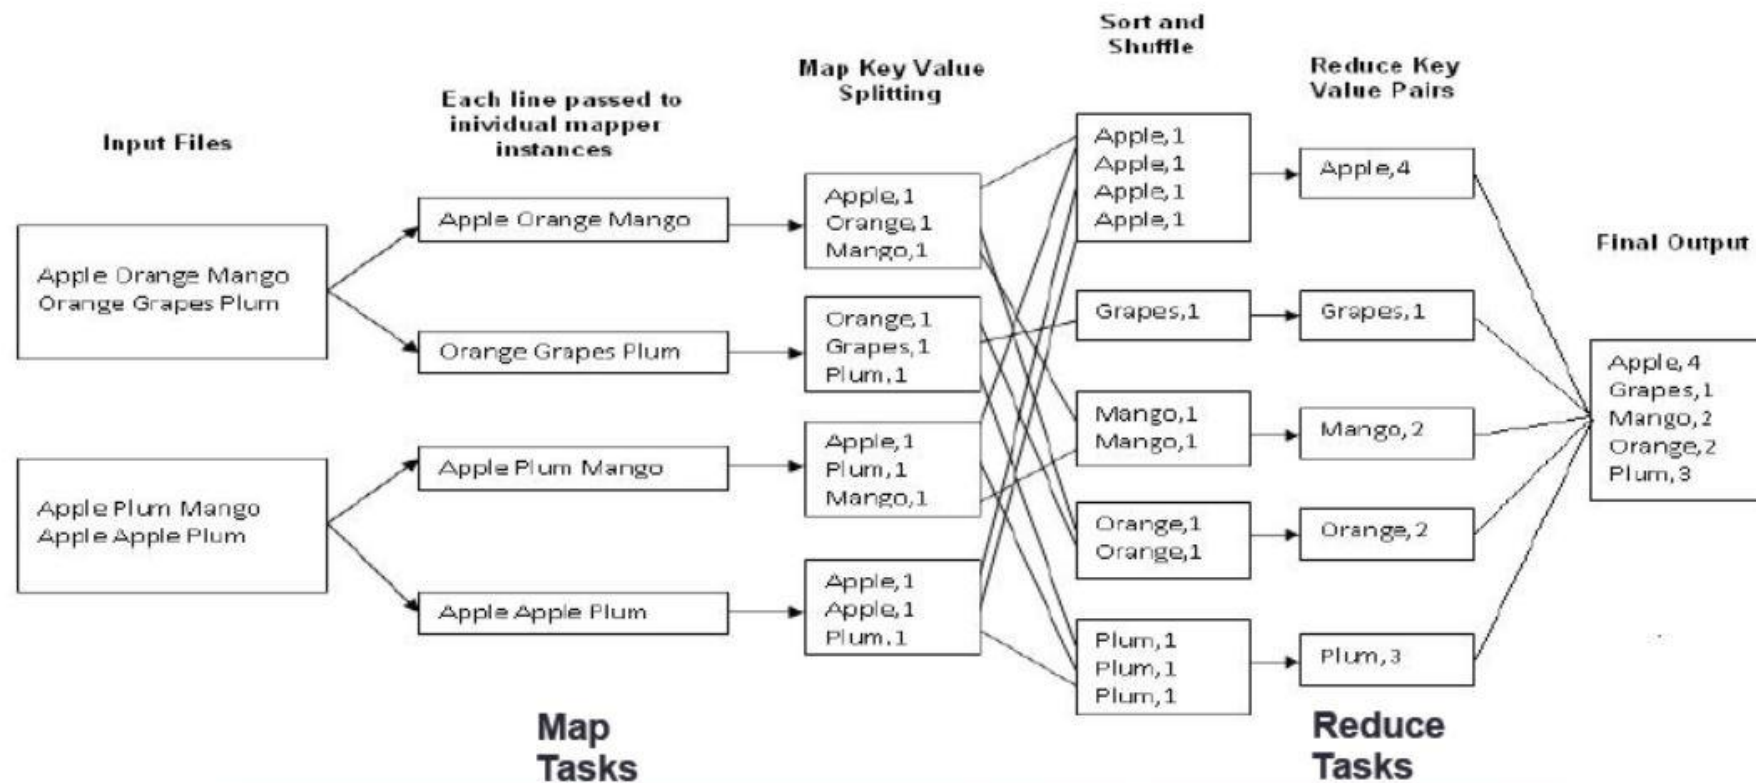 Input Files
Apple Orange Mango
Orange Grapes Plum
Apple Plum Mango
Apple Apple Plum
Each line passed to
inividual mapper
instances
Apple Orange Mango
Orange Grapes Plum
Apple Plum Mango
Apple Apple Plum
Map
Tasks
Map Key Value
Splitting
Apple,1
Orange,1
Mango,1
Orange,1
Grapes,1
Plum,1
Apple,1
Plum,1
Mango,1
Apple,1
Apple,1
Plum,1
Sort and
Shuffle
Apple,1
Apple,1
Apple,1
Apple,1
Grapes,1
Mango,1
Mango,1
Orange,1
Orange,1
Plum,1
Plum,1
Plum,1
Reduce Key
Value Pairs
Apple,4
Grapes,1
Mango,2
Orange,2
Plum,3
Reduce
Tasks
Final Output
Apple,4
Grapes,1
Mango,2
Orange,2
Plum,3